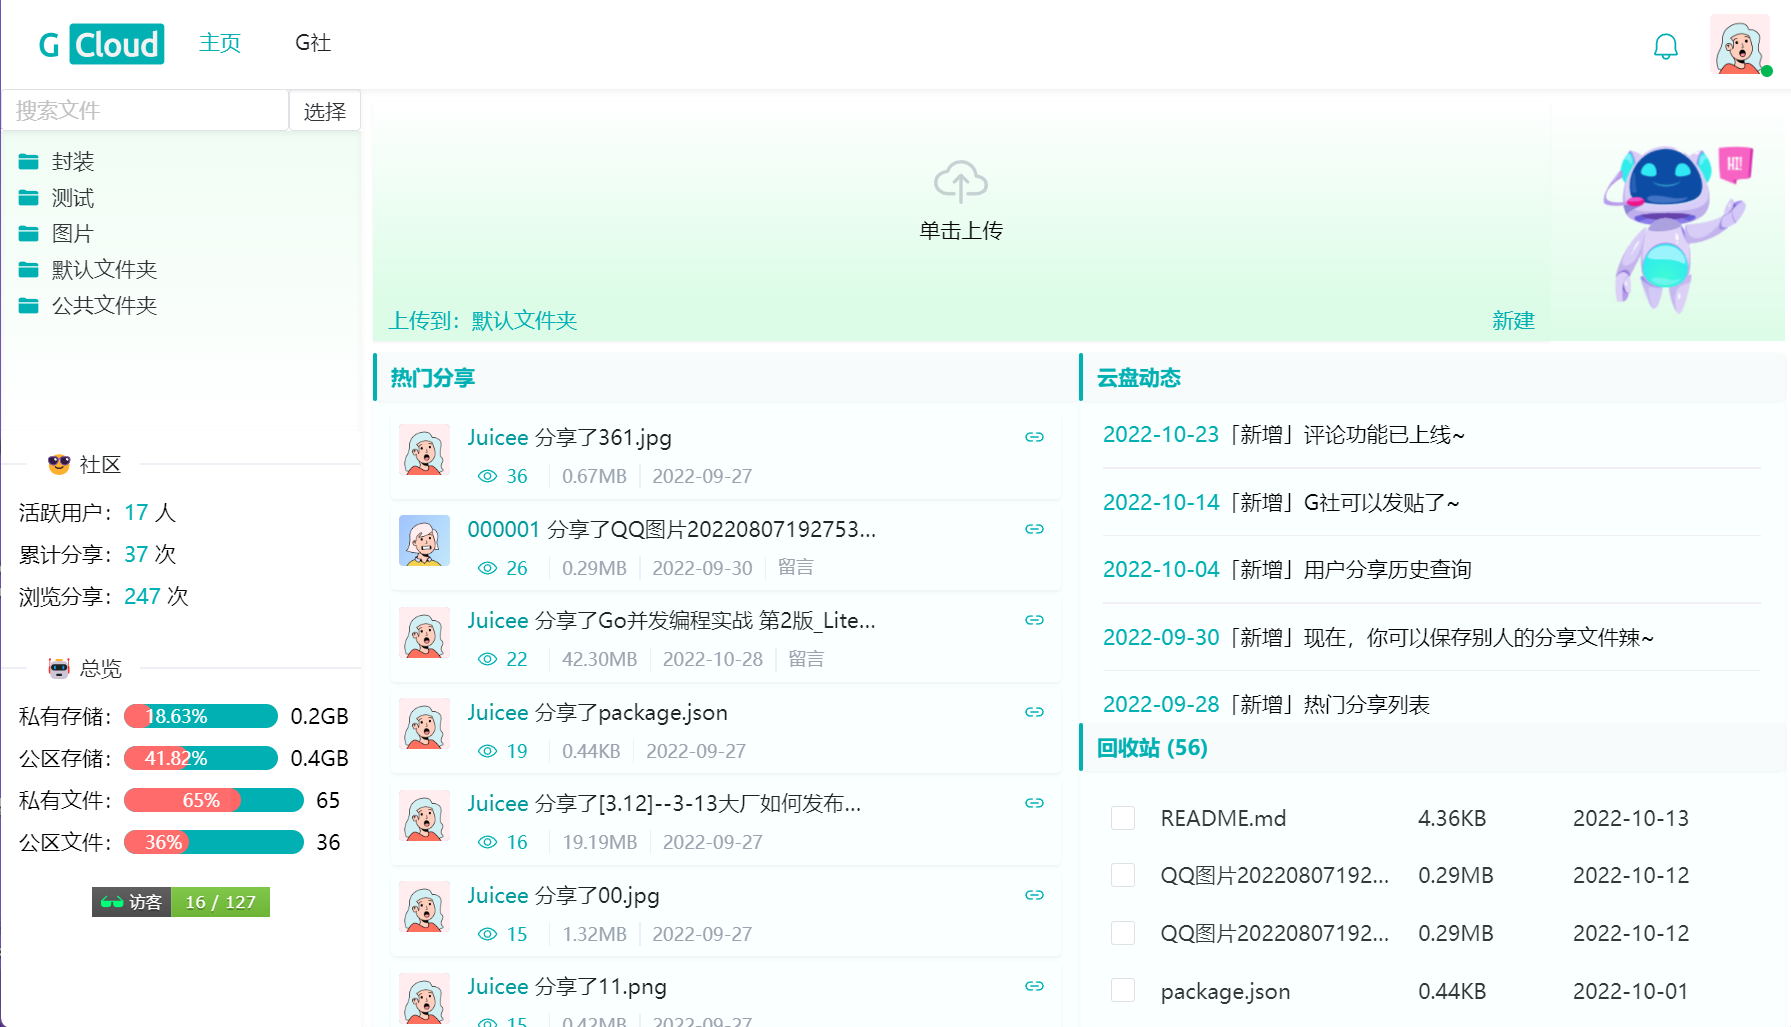 G Cloud 主页 G社
搜索文件 选择
封装
测试
图片
默认文件夹
公共文件夹
单击上传
上传到：默认文件夹 新建
HI!
社区
活跃用户：17 人
累计分享：37 次
浏览分享：247 次
总览
私有存储：18.63% 0.2GB
公区存储：41.82% 0.4GB
私有文件：65% 65
公区文件：36% 36
访客 16 / 127
热门分享
Juicee 分享了361.jpg
36 0.67MB 2022-09-27
000001 分享了QQ图片20220807192753...
26 0.29MB 2022-09-30 留言
Juicee 分享了Go并发编程实战 第2版_Lite...
22 42.30MB 2022-10-28 留言
Juicee 分享了package.json
19 0.44KB 2022-09-27
Juicee 分享了[3.12]--3-13大厂如何发布...
16 19.19MB 2022-09-27
Juicee 分享了00.jpg
15 1.32MB 2022-09-27
Juicee 分享了11.png
15 0.42MB 2022-09-27
云盘动态
2022-10-23「新增」评论功能已上线~
2022-10-14「新增」G社可以发贴了~
2022-10-04「新增」用户分享历史查询
2022-09-30「新增」现在，你可以保存别人的分享文件辣~
2022-09-28「新增」热门分享列表
回收站 (56)
README.md 4.36KB 2022-10-13
QQ图片20220807192... 0.29MB 2022-10-12
QQ图片20220807192... 0.29MB 2022-10-12
package.json 0.44KB 2022-10-01